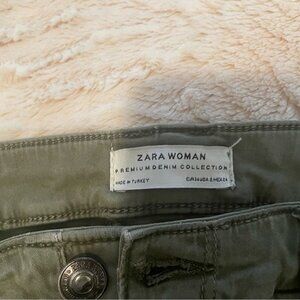 ZARA WOMAN
PREMIUM DENIM COLLECTION
MADE IN TURKEY